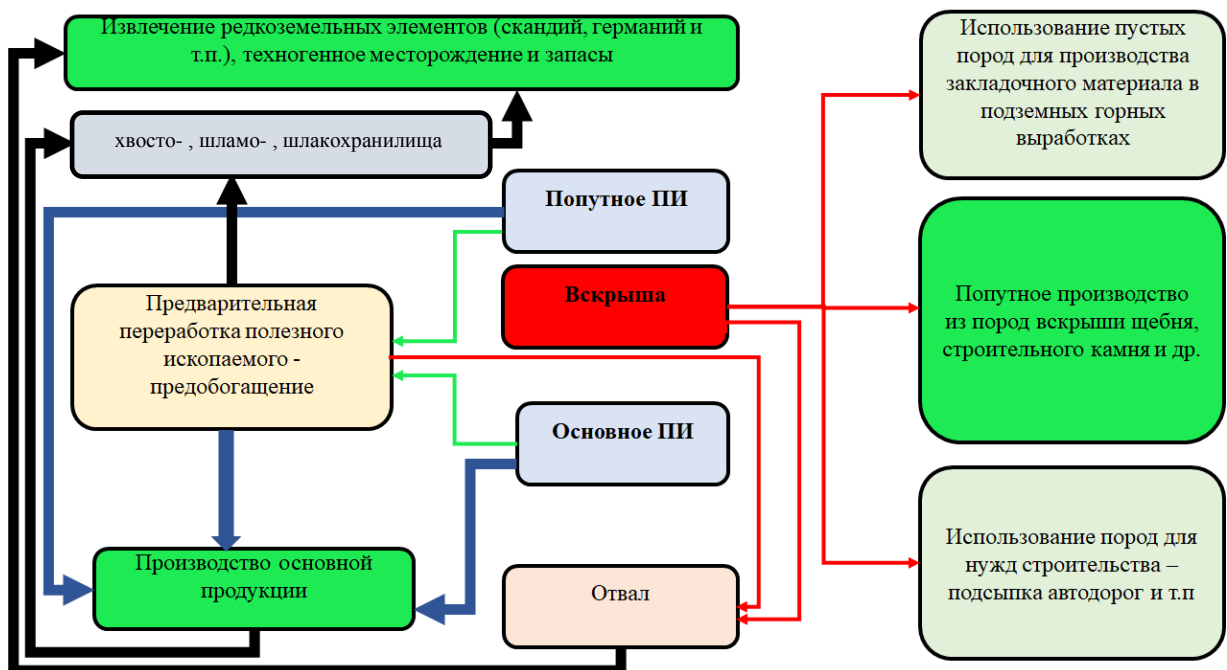 Извлечение редкоземельных элементов (скандий, германий и
т.п.), техногенное месторождение и запасы
хвосто- , шламо- , шлакохранилища
Попутное ПИ
Вскрыша
Предварительная
переработка полезного
ископаемого -
предобогащение
Основное ПИ
Производство основной
продукции
Отвал
Использование пустых
пород для производства
закладочного материала в
подземных горных
выработках
Попутное производство
из пород вскрыши щебня,
строительного камня и др.
Использование пород для
нужд строительства –
подсыпка автодорог и т.п